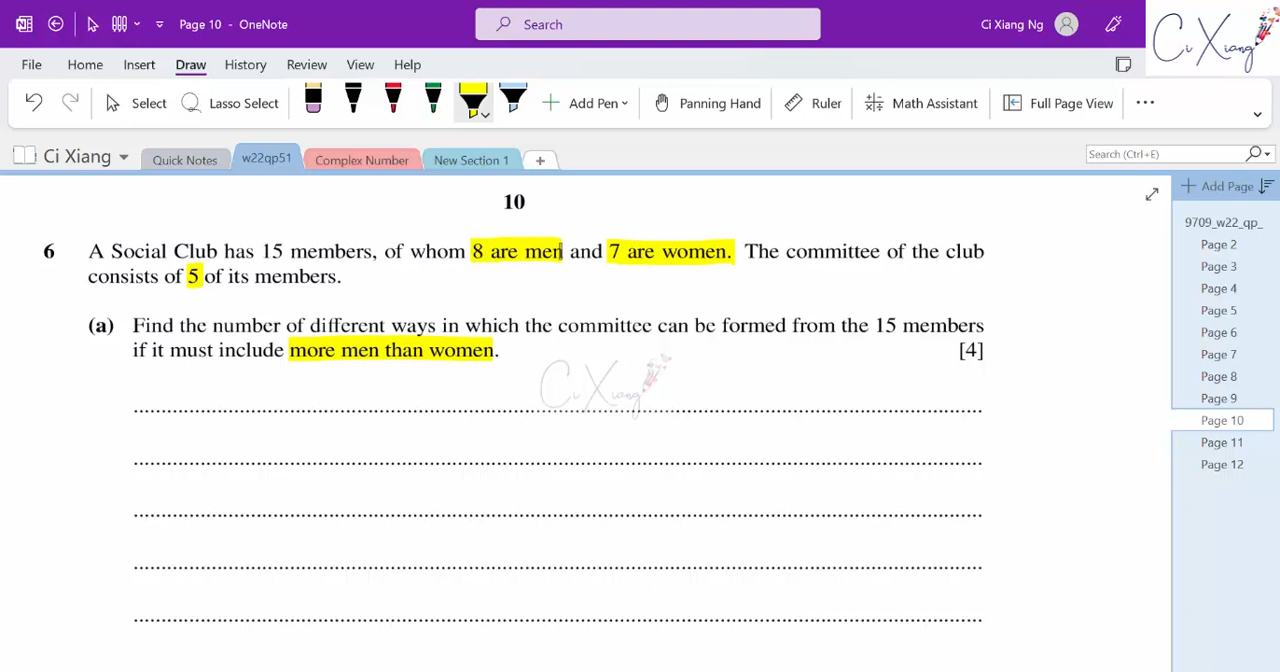 Page 10 - OneNote
Search
Ci Xiang Ng
Ci Xiang
File Home Insert Draw History Review View Help
Select Lasso Select Add Pen Panning Hand Ruler Math Assistant Full Page View
Ci Xiang Quick Notes w22qp51 Complex Number New Section 1 + Search (Ctrl+E)
Add Page
10
6 A Social Club has 15 members, of whom 8 are men and 7 are women. The committee of the club
consists of 5 of its members.
(a) Find the number of different ways in which the committee can be formed from the 15 members
if it must include more men than women. [4]
Ci Xiang
9709_w22_qp_
Page 2
Page 3
Page 4
Page 5
Page 6
Page 7
Page 8
Page 9
Page 10
Page 11
Page 12